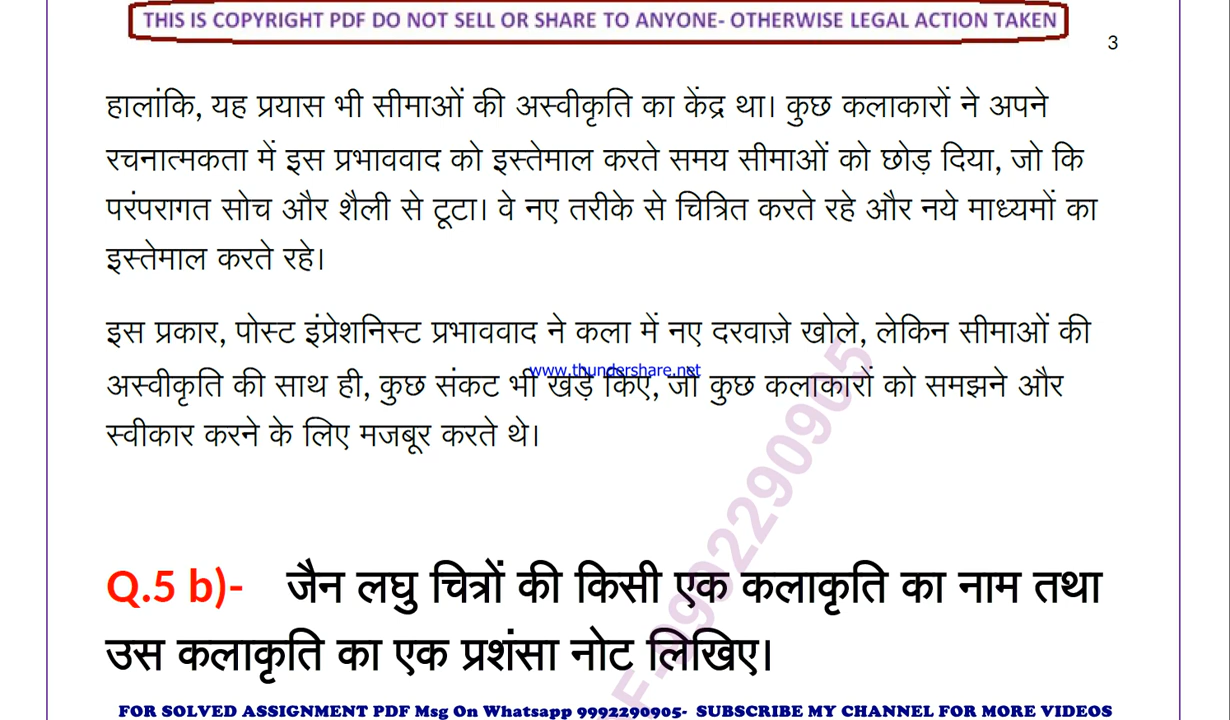 THIS IS COPYRIGHT PDF DO NOT SELL OR SHARE TO ANYONE- OTHERWISE LEGAL ACTION TAKEN
3
हालांकि, यह प्रयास भी सीमाओं की अस्वीकृति का केंद्र था। कुछ कलाकारों ने अपने
रचनात्मकता में इस प्रभाववाद को इस्तेमाल करते समय सीमाओं को छोड़ दिया, जो कि
परंपरागत सोच और शैली से टूटा। वे नए तरीके से चित्रित करते रहे और नये माध्यमों का
इस्तेमाल करते रहे।
इस प्रकार, पोस्ट इंप्रेशनिस्ट प्रभाववाद ने कला में नए दरवाज़े खोले, लेकिन सीमाओं की
www.thundershare.net
अस्वीकृति की साथ ही, कुछ संकट भी खड़े किए, जो कुछ कलाकारों को समझने और
स्वीकार करने के लिए मजबूर करते थे।
Q.5 b)- जैन लघु चित्रों की किसी एक कलाकृति का नाम तथा
उस कलाकृति का एक प्रशंसा नोट लिखिए।
F-9992290905
FOR SOLVED ASSIGNMENT PDF Msg On Whatsapp 9992290905- SUBSCRIBE MY CHANNEL FOR MORE VIDEOS